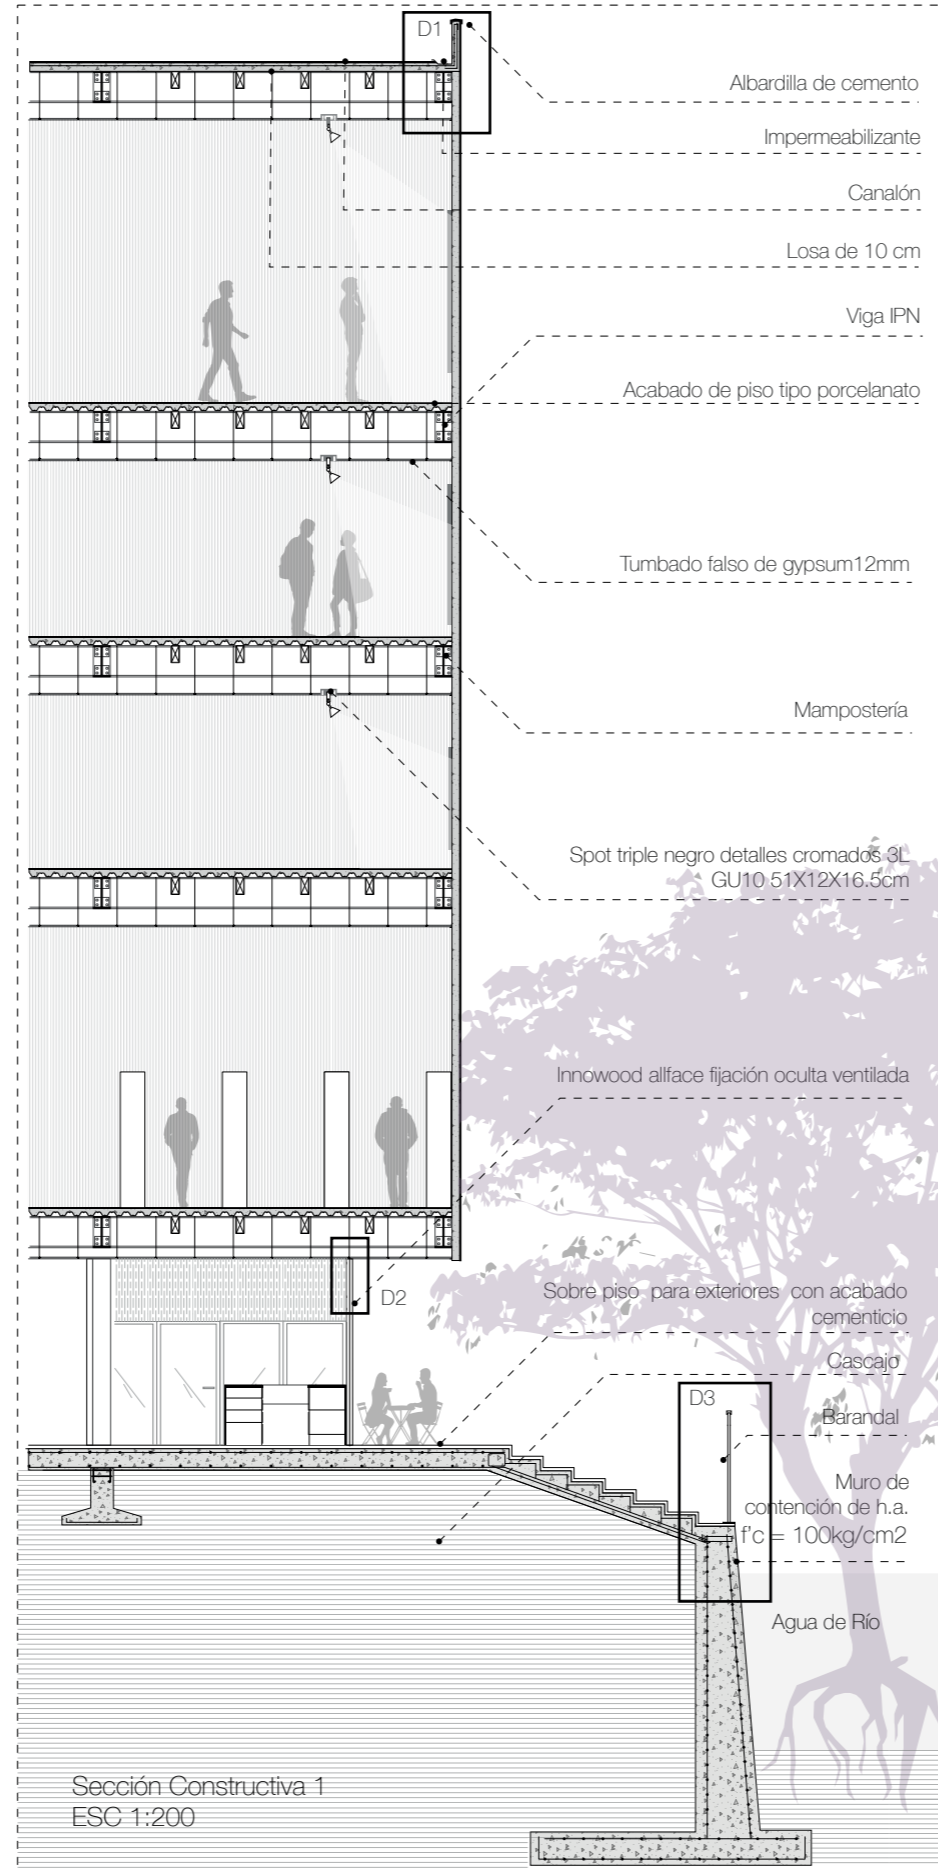 D1
Albardilla de cemento
Impermeabilizante
Canalón
Losa de 10 cm
Viga IPN
Acabado de piso tipo porcelanato
Tumbado falso de gypsum12mm
Mampostería
Spot triple negro detalles cromados 3L
GU10 51X12X16.5cm
Innowood allface fijación oculta ventilada
D2
Sobre piso para exteriores con acabado
cementicio
Cascajo
D3
Barandal
Muro de
contención de h.a.
f'c = 100kg/cm2
Agua de Río
Sección Constructiva 1
ESC 1:200